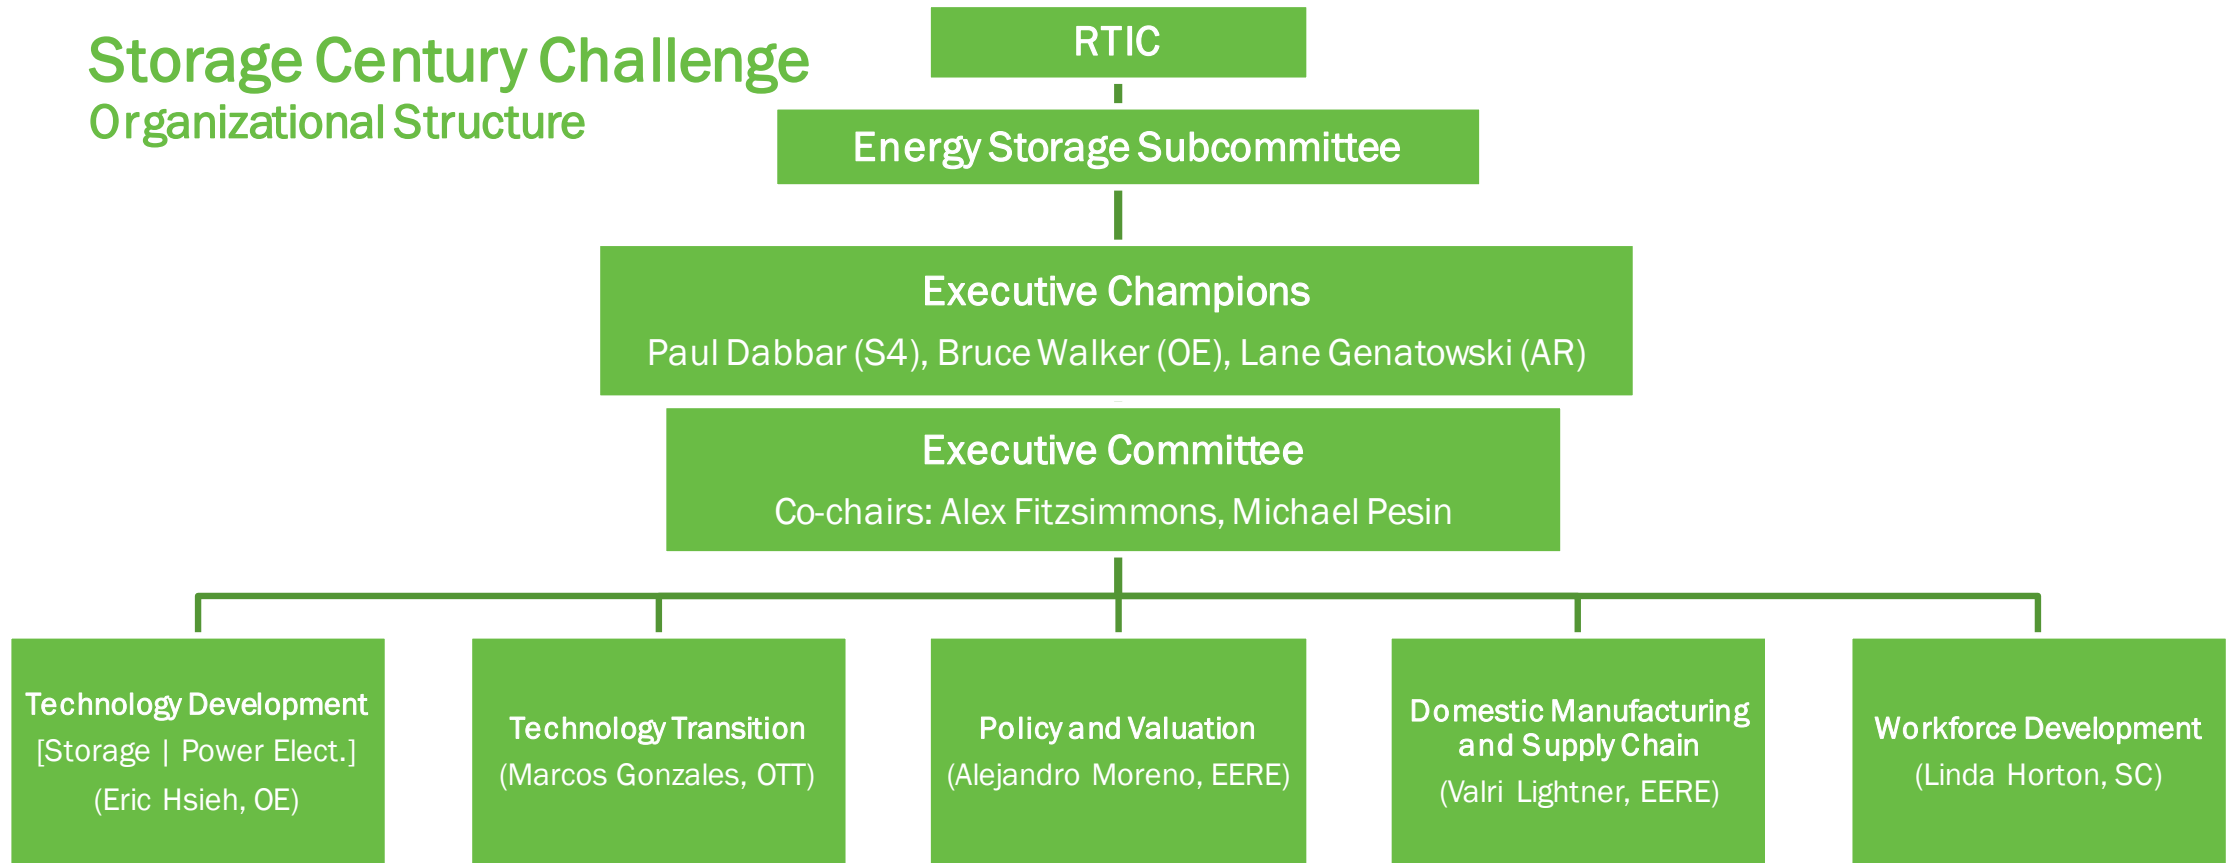 Storage Century Challenge
Organizational Structure
RTIC
Energy Storage Subcommittee
Executive Champions
Paul Dabbar (S4), Bruce Walker (OE), Lane Genatowski (AR)
Executive Committee
Co-chairs: Alex Fitzsimmons, Michael Pesin
Technology Development
[Storage | Power Elect.]
(Eric Hsieh, OE)
Technology Transition
(Marcos Gonzales, OTT)
Policy and Valuation
(Alejandro Moreno, EERE)
Domestic Manufacturing
and Supply Chain
(Valri Lightner, EERE)
Workforce Development
(Linda Horton, SC)